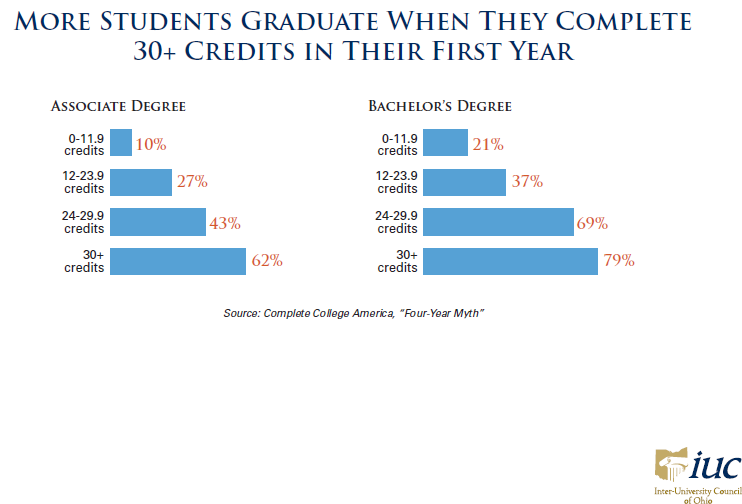 MORE STUDENTS GRADUATE WHEN THEY COMPLETE
30+ CREDITS IN THEIR FIRST YEAR
ASSOCIATE DEGREE
0-11.9
credits
10%
12-23.9
credits
27%
24-29.9
credits
43%
30+
credits
62%
BACHELOR'S DEGREE
0-11.9
credits
21%
12-23.9
credits
37%
24-29.9
credits
69%
30+
credits
79%
Source: Complete College America, “Four-Year Myth”
iuc
Inter-University Council
of Ohio